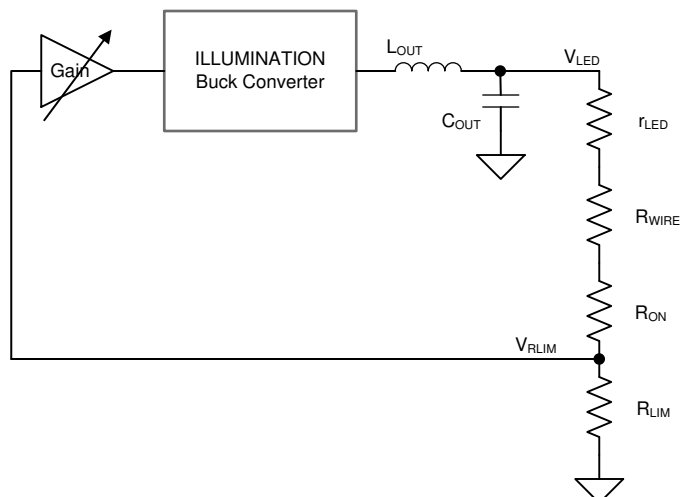 ILLUMINATION
Buck Converter
Gain
LOUT
VLED
COUT
rLED
RWIRE
RON
VRLIM
RLIM